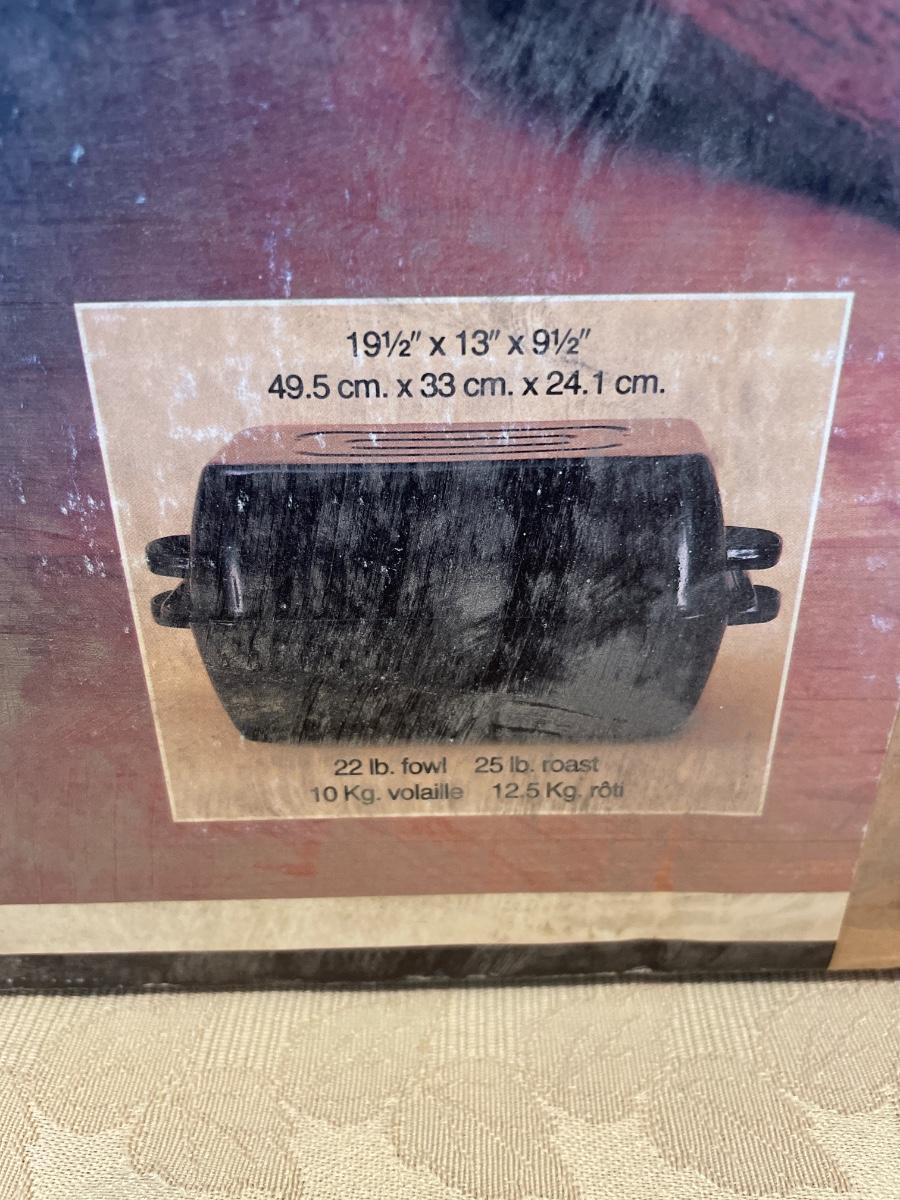 19½" x 13" x 9½"
49.5 cm. x 33 cm. x 24.1 cm.
22 lb. fowl 25 lb. roast
10 Kg. volaille 12.5 Kg. rôti